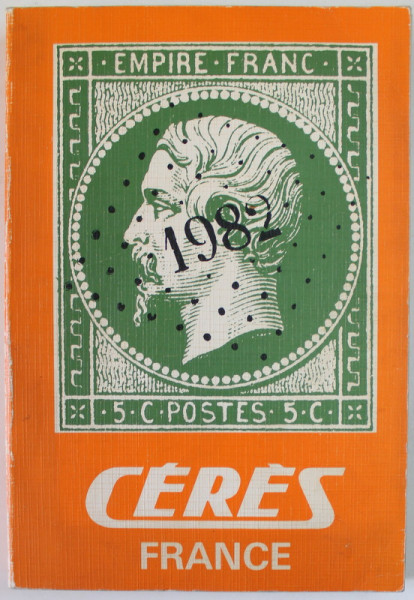 · EMPIRE · FRANC ·
1982
· 5 · C · POSTES · 5 · C ·
CÉRÈS
FRANCE